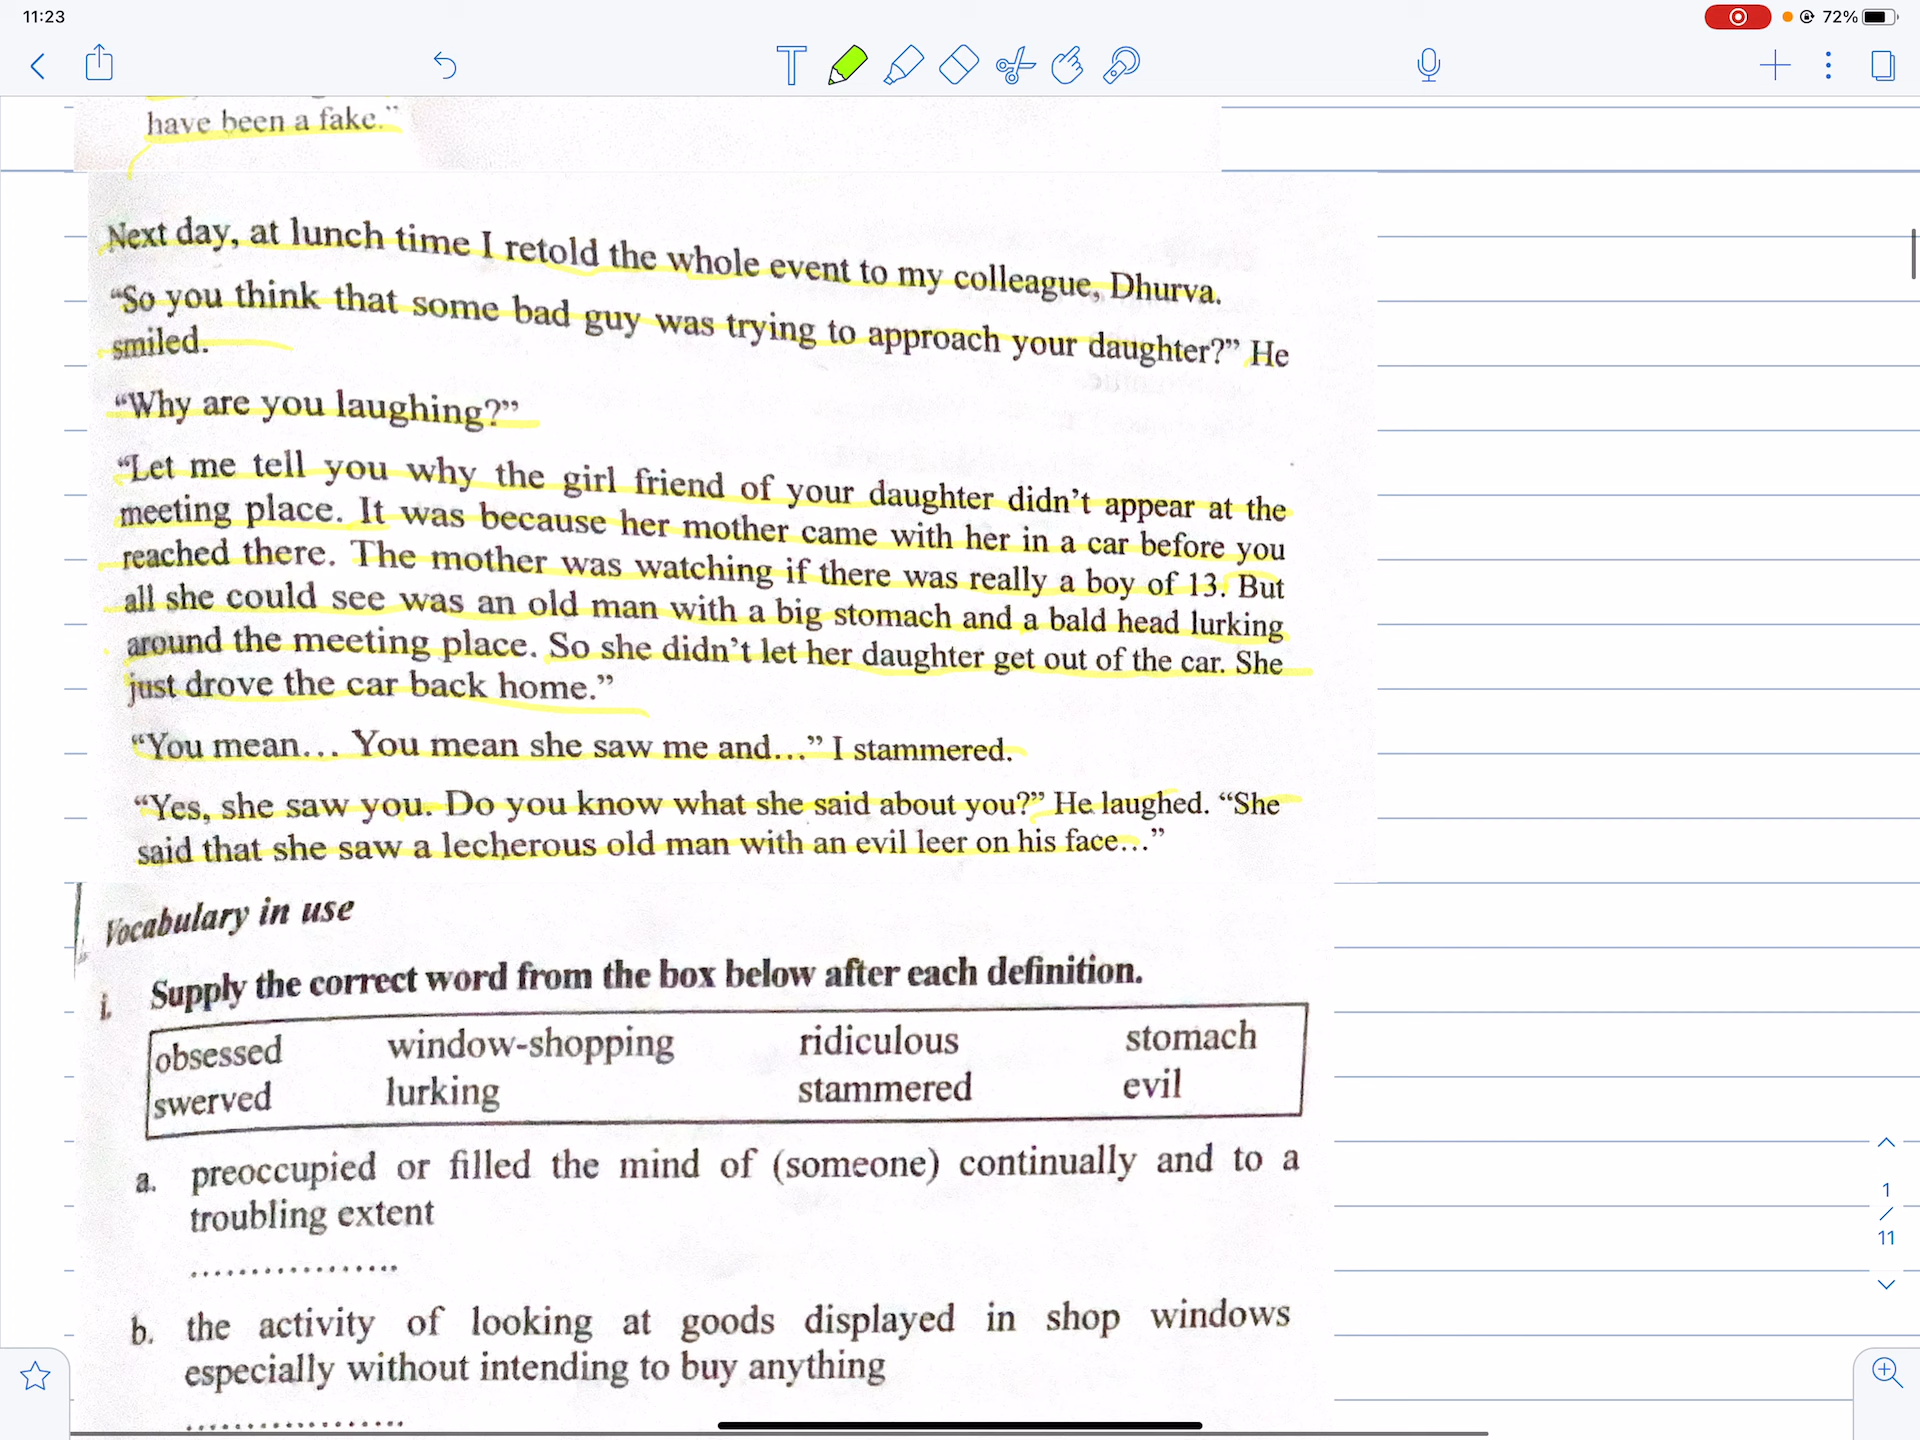 11:23
72%
have been a fake.”
Next day, at lunch time I retold the whole event to my colleague, Dhurva.
“So you think that some bad guy was trying to approach your daughter?” He
smiled.
“Why are you laughing?”
“Let me tell you why the girl friend of your daughter didn’t appear at the
meeting place. It was because her mother came with her in a car before you
reached there. The mother was watching if there was really a boy of 13. But
all she could see was an old man with a big stomach and a bald head lurking
around the meeting place. So she didn’t let her daughter get out of the car. She
just drove the car back home.”
“You mean… You mean she saw me and…” I stammered.
“Yes, she saw you. Do you know what she said about you?” He laughed. “She
said that she saw a lecherous old man with an evil leer on his face…”
Vocabulary in use
i. Supply the correct word from the box below after each definition.
obsessed window-shopping ridiculous stomach
swerved lurking stammered evil
a. preoccupied or filled the mind of (someone) continually and to a
troubling extent
..................
b. the activity of looking at goods displayed in shop windows
especially without intending to buy anything
..................
1
/
11